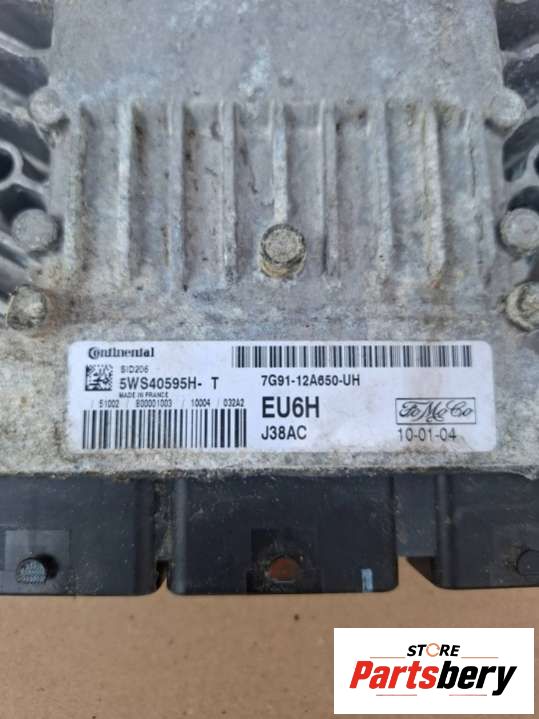 Continental
SID206
5WS40595H- T
MADE IN FRANCE
/ S1002 / B00001003 / 10004 / 032A2
7G91-12A650-UH
EU6H
J38AC
FoMoCo
10-01-04
STORE
Partsbery